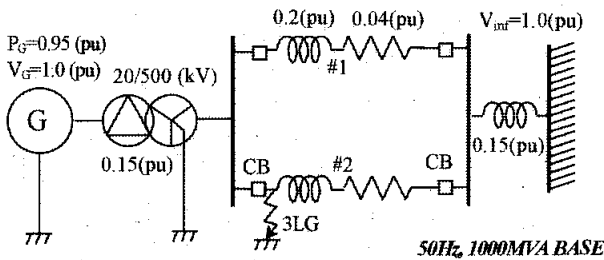 0.2(pu) 0.04(pu)
V_inf=1.0(pu)
P_G=0.95 (pu)
V_G=1.0 (pu)
20/500 (kV)
#1
G
0.15(pu)
0.15(pu)
CB #2 CB
3LG
50Hz, 1000MVA BASE